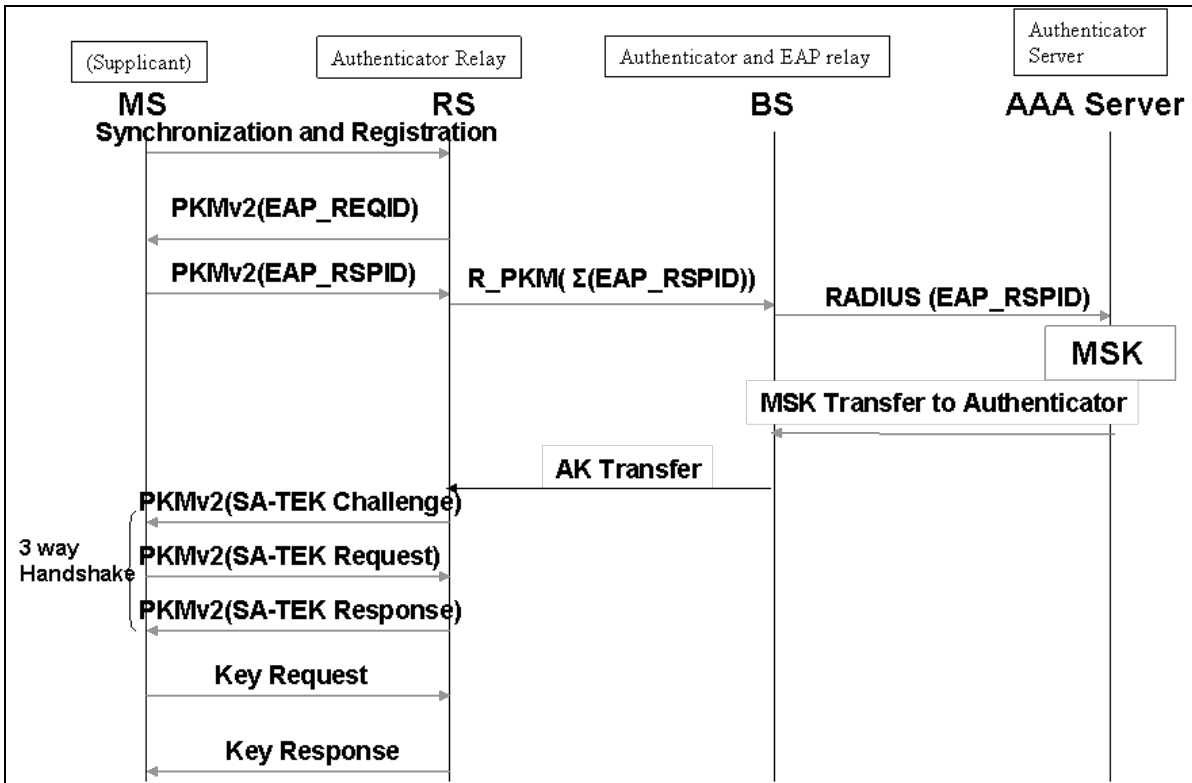 (Supplicant)
Authenticator Relay
Authenticator and EAP relay
Authenticator
Server
MS
RS
BS
AAA Server
Synchronization and Registration
PKMv2(EAP_REQID)
PKMv2(EAP_RSPID)
R_PKM( Σ(EAP_RSPID))
RADIUS (EAP_RSPID)
MSK
MSK Transfer to Authenticator
AK Transfer
PKMv2(SA-TEK Challenge)
3 way
Handshake
PKMv2(SA-TEK Request)
PKMv2(SA-TEK Response)
Key Request
Key Response